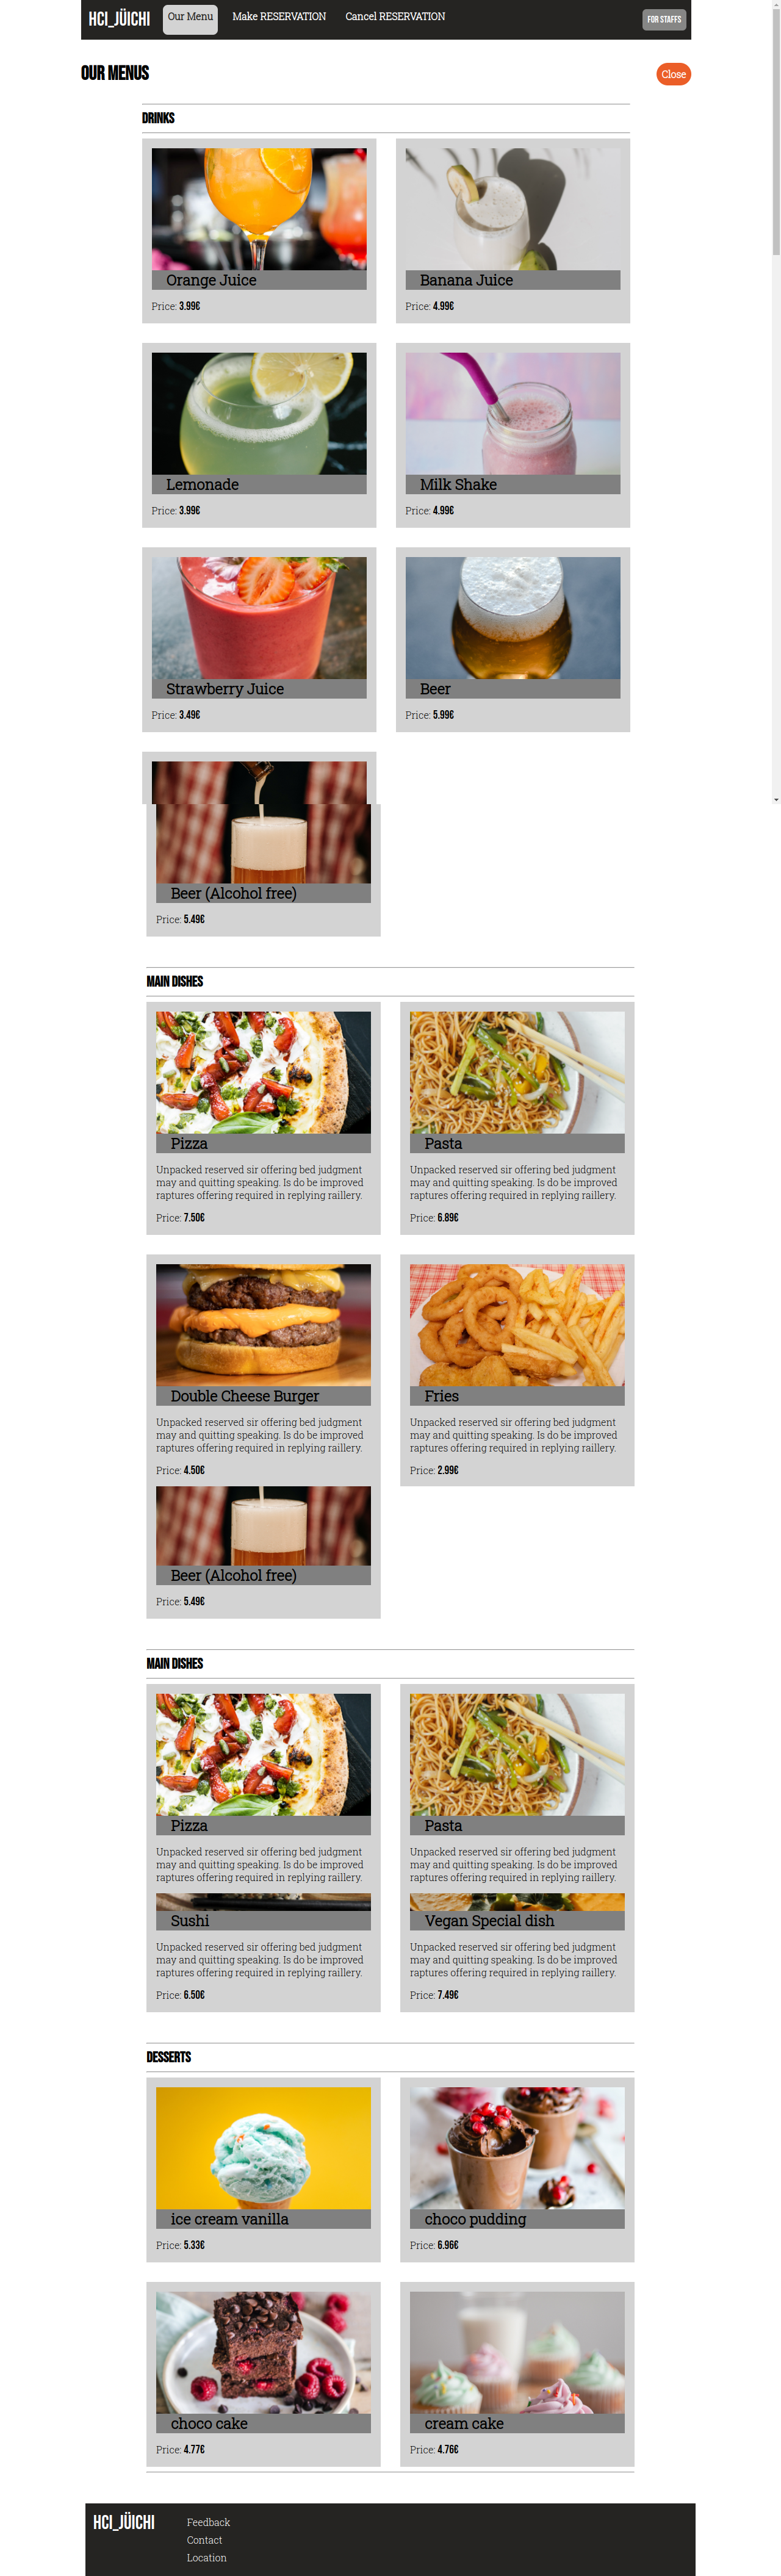 HCI_JÜICHI
Our Menu
Make RESERVATION
Cancel RESERVATION
FOR STAFFS
OUR MENUS
Close
DRINKS
Orange Juice
Price: 3.99€
Banana Juice
Price: 4.99€
Lemonade
Price: 3.99€
Milk Shake
Price: 4.99€
Strawberry Juice
Price: 3.49€
Beer
Price: 5.99€
Beer (Alcohol free)
Price: 5.49€
MAIN DISHES
Pizza
Unpacked reserved sir offering bed judgment
may and quitting speaking. Is do be improved
raptures offering required in replying raillery.
Price: 7.50€
Pasta
Unpacked reserved sir offering bed judgment
may and quitting speaking. Is do be improved
raptures offering required in replying raillery.
Price: 6.89€
Double Cheese Burger
Unpacked reserved sir offering bed judgment
may and quitting speaking. Is do be improved
raptures offering required in replying raillery.
Price: 4.50€
Fries
Unpacked reserved sir offering bed judgment
may and quitting speaking. Is do be improved
raptures offering required in replying raillery.
Price: 2.99€
Beer (Alcohol free)
Price: 5.49€
MAIN DISHES
Pizza
Unpacked reserved sir offering bed judgment
may and quitting speaking. Is do be improved
raptures offering required in replying raillery.
Pasta
Unpacked reserved sir offering bed judgment
may and quitting speaking. Is do be improved
raptures offering required in replying raillery.
Sushi
Unpacked reserved sir offering bed judgment
may and quitting speaking. Is do be improved
raptures offering required in replying raillery.
Price: 6.50€
Vegan Special dish
Unpacked reserved sir offering bed judgment
may and quitting speaking. Is do be improved
raptures offering required in replying raillery.
Price: 7.49€
DESSERTS
ice cream vanilla
Price: 5.33€
choco pudding
Price: 6.96€
choco cake
Price: 4.77€
cream cake
Price: 4.76€
HCI_JÜICHI
Feedback
Contact
Location